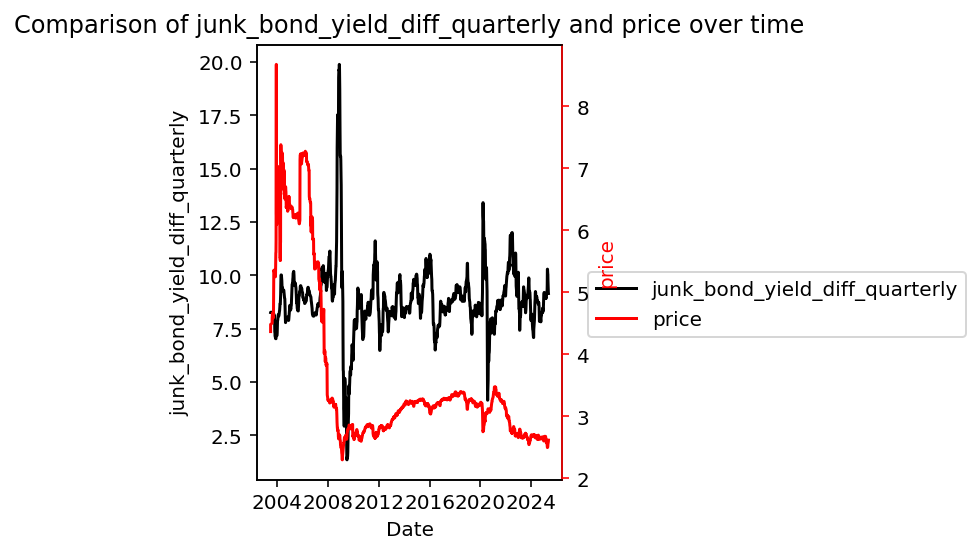 Comparison of junk_bond_yield_diff_quarterly and price over time
junk_bond_yield_diff_quarterly
20.0
17.5
15.0
12.5
10.0
7.5
5.0
2.5
8
7
6
5
4
3
2
price
junk_bond_yield_diff_quarterly
price
2004 2008 2012 2016 2020 2024
Date